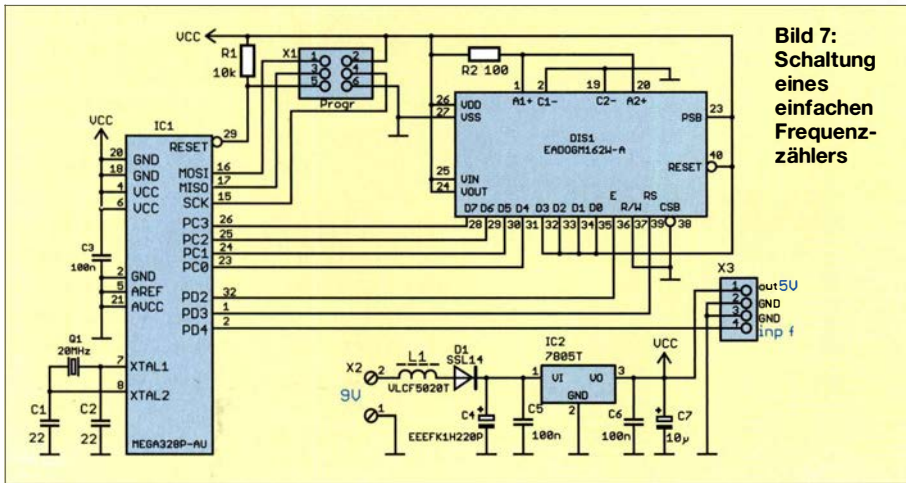 Bild 7:
Schaltung
eines
einfachen
Frequenz-
zählers
VCC
R1
10k
X1
1 2
3 4
5 6
Progr
R2 100
1 2 19 20
A1+ C1- C2- A2+
26 VDD
27 VSS
DIS1
EADOGM162W-A
PSB 23
RESET 40
25 VIN
24 VOUT
E RS
R/W CSB
D7 D6 D5 D4 D3 D2 D1 D0
28 29 30 31 32 33 34 35 36 37 39 38
IC1
VCC
29
RESET
20 GND
18 GND
4 VCC
6 VCC
MOSI 16
MISO 17
SCK 15
PC3 26
PC2 25
PC1 24
PC0 23
C3
100n
2 GND
5 AREF
21 AVCC
PD2 32
PD3 1
PD4 2
Q1
20MHz
7 XTAL1
8 XTAL2
C1
22
C2
22
MEGA328P-AU
X3
1 out 5V
2 GND
3 GND
4 inp f
X2
2
9V
1
L1
VLCF5020T
D1
SSL14
C4
+
EEEFK1H220P
C5
100n
IC2
7805T
1 VI VO 3
GND
2
C6
100n
VCC
C7
+
10µ